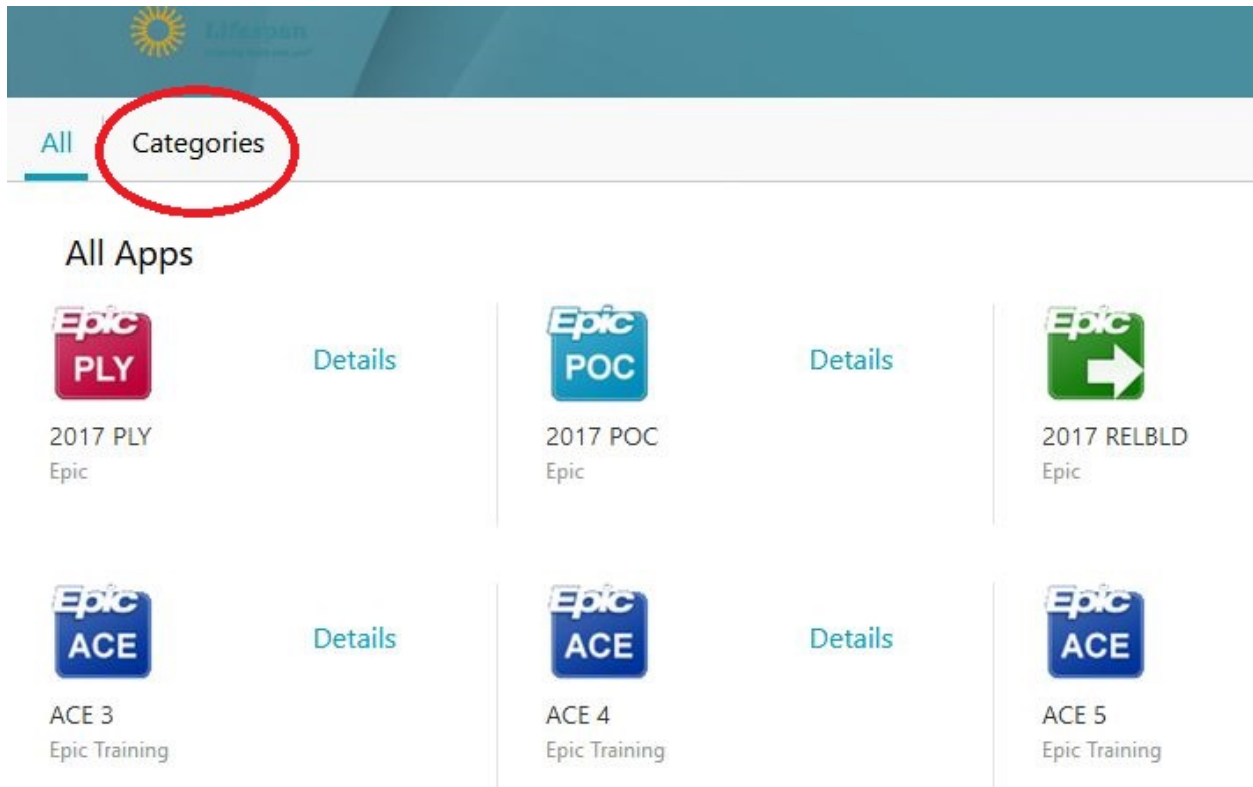 Lifespan
All
Categories
All Apps
Epic
PLY
Details
2017 PLY
Epic
Epic
POC
Details
2017 POC
Epic
Epic
2017 RELBLD
Epic
Epic
ACE
Details
ACE 3
Epic Training
Epic
ACE
Details
ACE 4
Epic Training
Epic
ACE
ACE 5
Epic Training